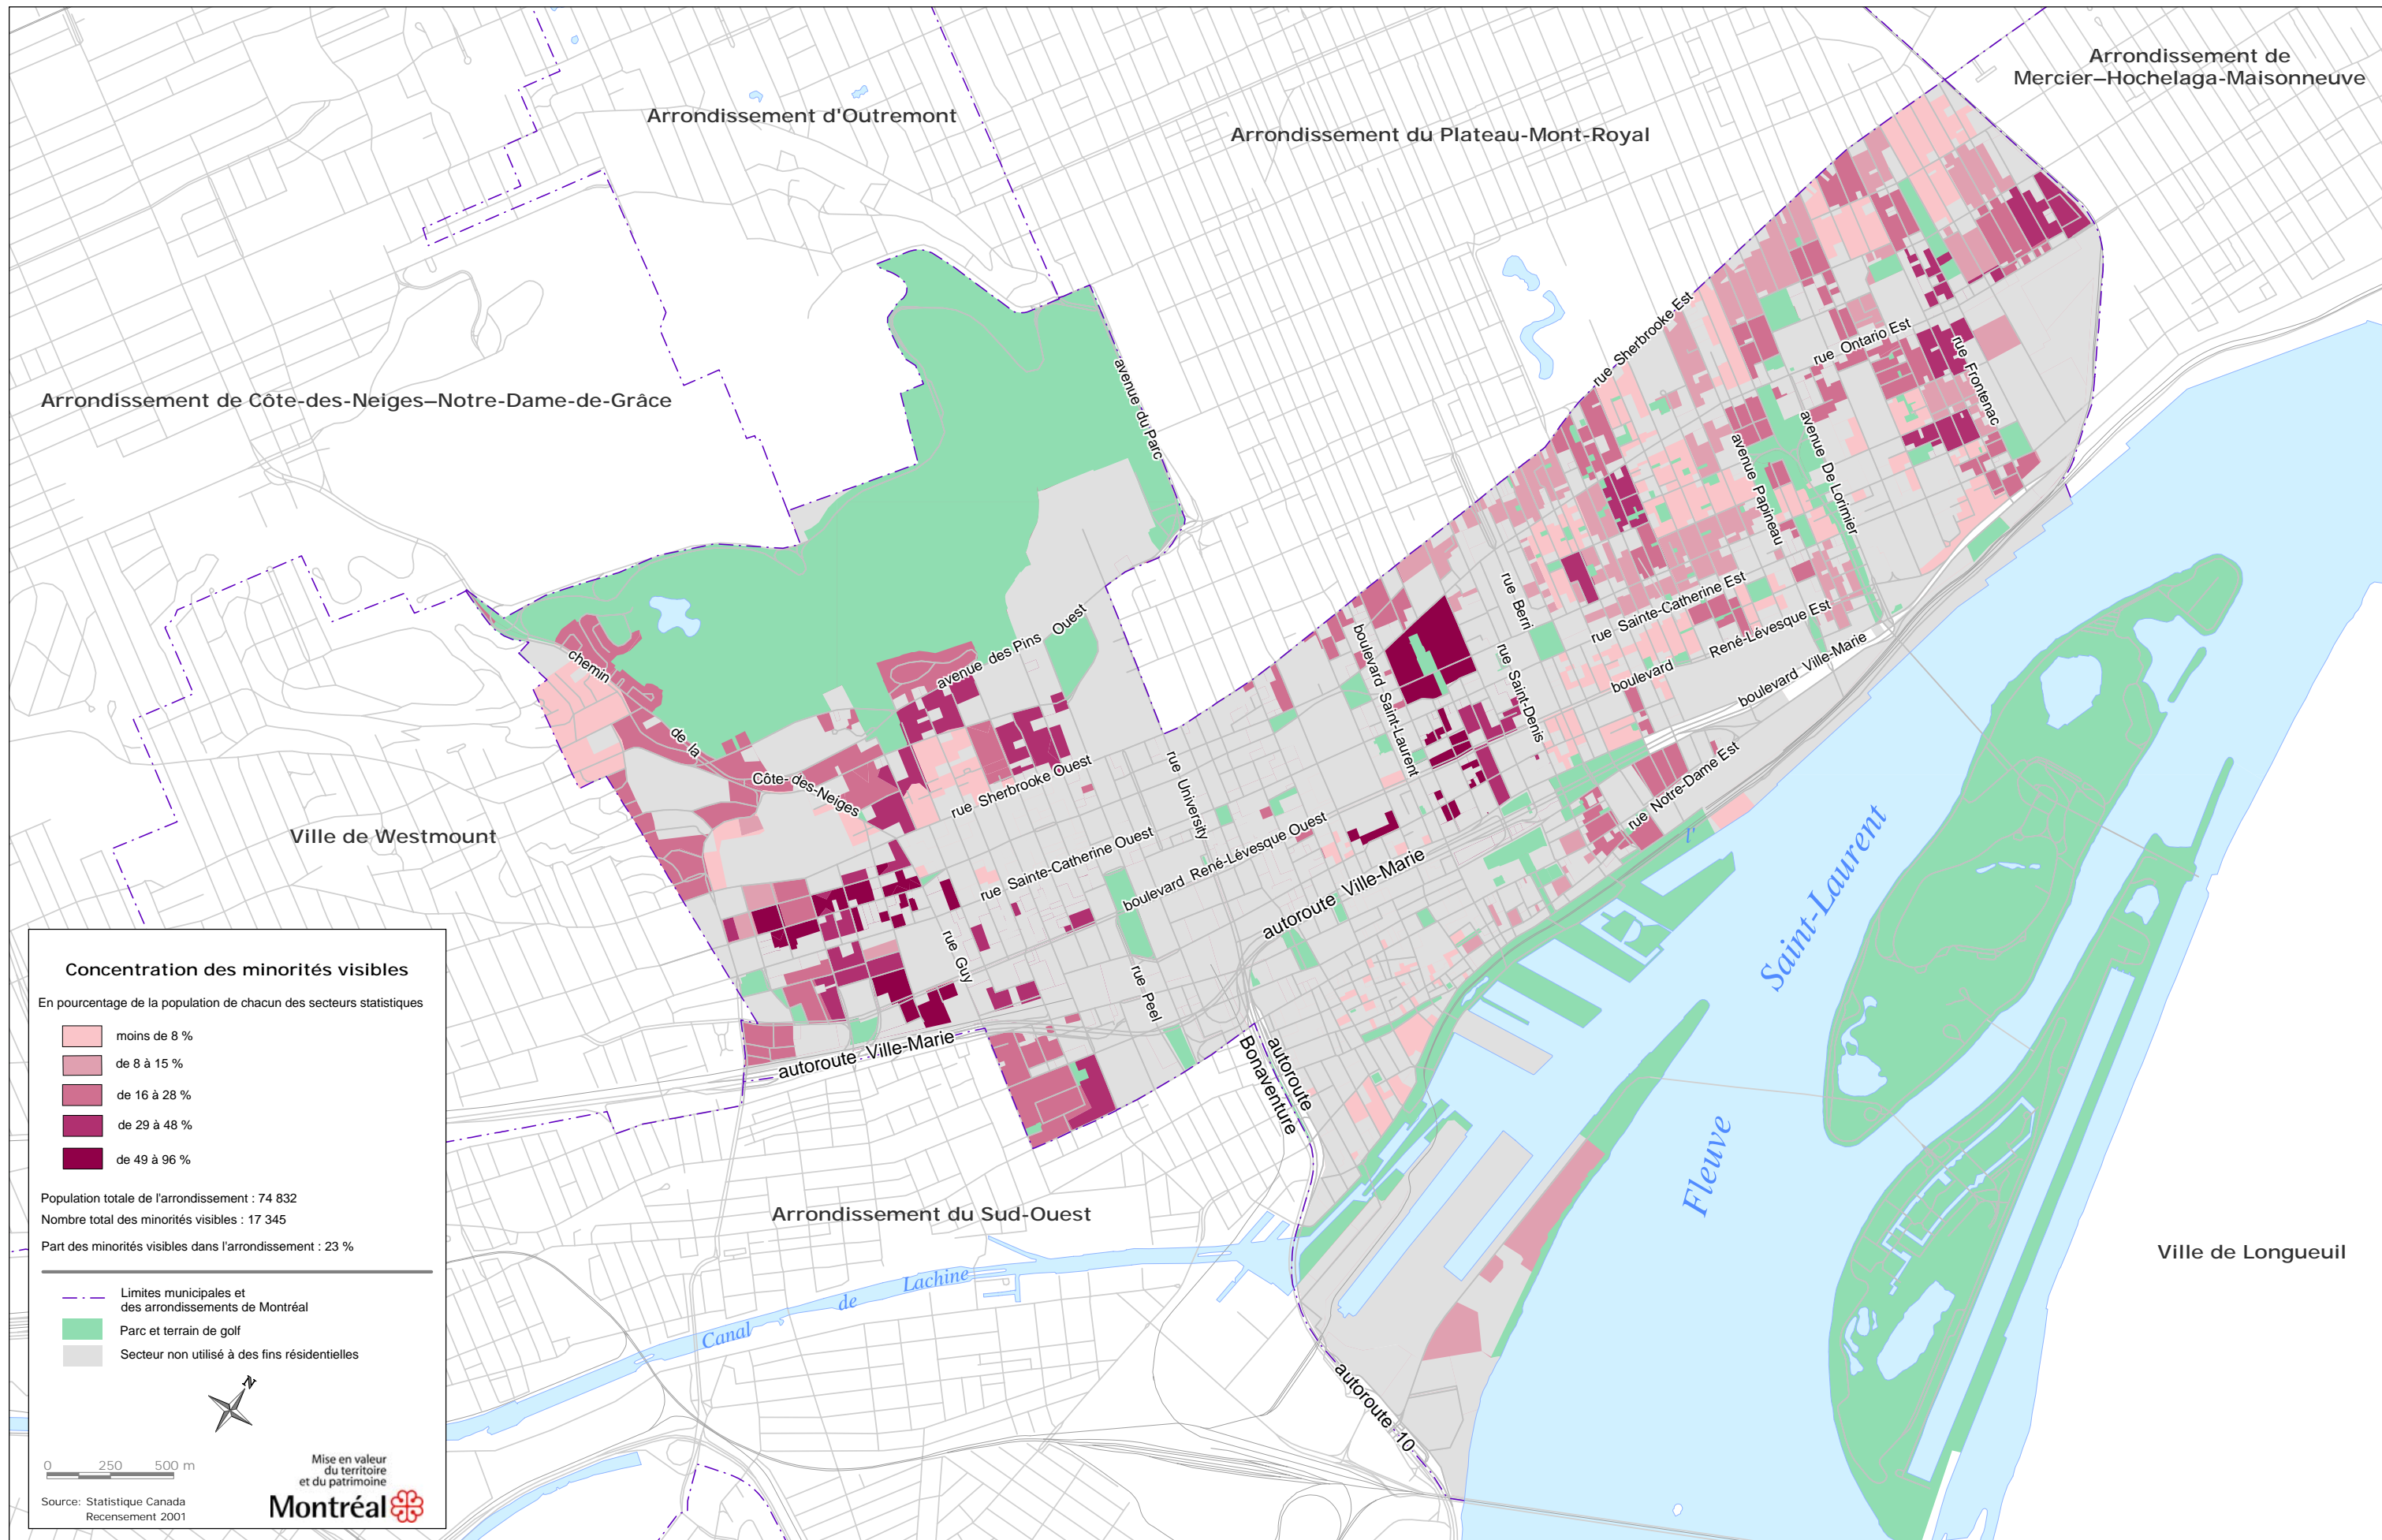 Arrondissement de
Mercier–Hochelaga-Maisonneuve
Arrondissement d'Outremont
Arrondissement du Plateau-Mont-Royal
Arrondissement de Côte-des-Neiges–Notre-Dame-de-Grâce
Ville de Westmount
Arrondissement du Sud-Ouest
Ville de Longueuil
avenue du Parc
rue Sherbrooke Est
rue Ontario Est
rue Frontenac
avenue De Lorimier
avenue Papineau
rue Sainte-Catherine Est
boulevard René-Lévesque Est
boulevard Ville-Marie
rue Berri
rue Saint-Denis
boulevard Saint-Laurent
rue Notre-Dame Est
avenue des Pins Ouest
chemin de la Côte-des-Neiges
rue Sherbrooke Ouest
rue University
rue Sainte-Catherine Ouest
boulevard René-Lévesque Ouest
autoroute Ville-Marie
rue Guy
rue Peel
autoroute Ville-Marie
autoroute
Bonaventure
autoroute 10
Canal de Lachine
Fleuve Saint-Laurent
l'
Concentration des minorités visibles
En pourcentage de la population de chacun des secteurs statistiques
moins de 8 %
de 8 à 15 %
de 16 à 28 %
de 29 à 48 %
de 49 à 96 %
Population totale de l'arrondissement : 74 832
Nombre total des minorités visibles : 17 345
Part des minorités visibles dans l'arrondissement : 23 %
Limites municipales et
des arrondissements de Montréal
Parc et terrain de golf
Secteur non utilisé à des fins résidentielles
N
0 250 500 m
Mise en valeur
du territoire
et du patrimoine
Montréal
Source: Statistique Canada
Recensement 2001